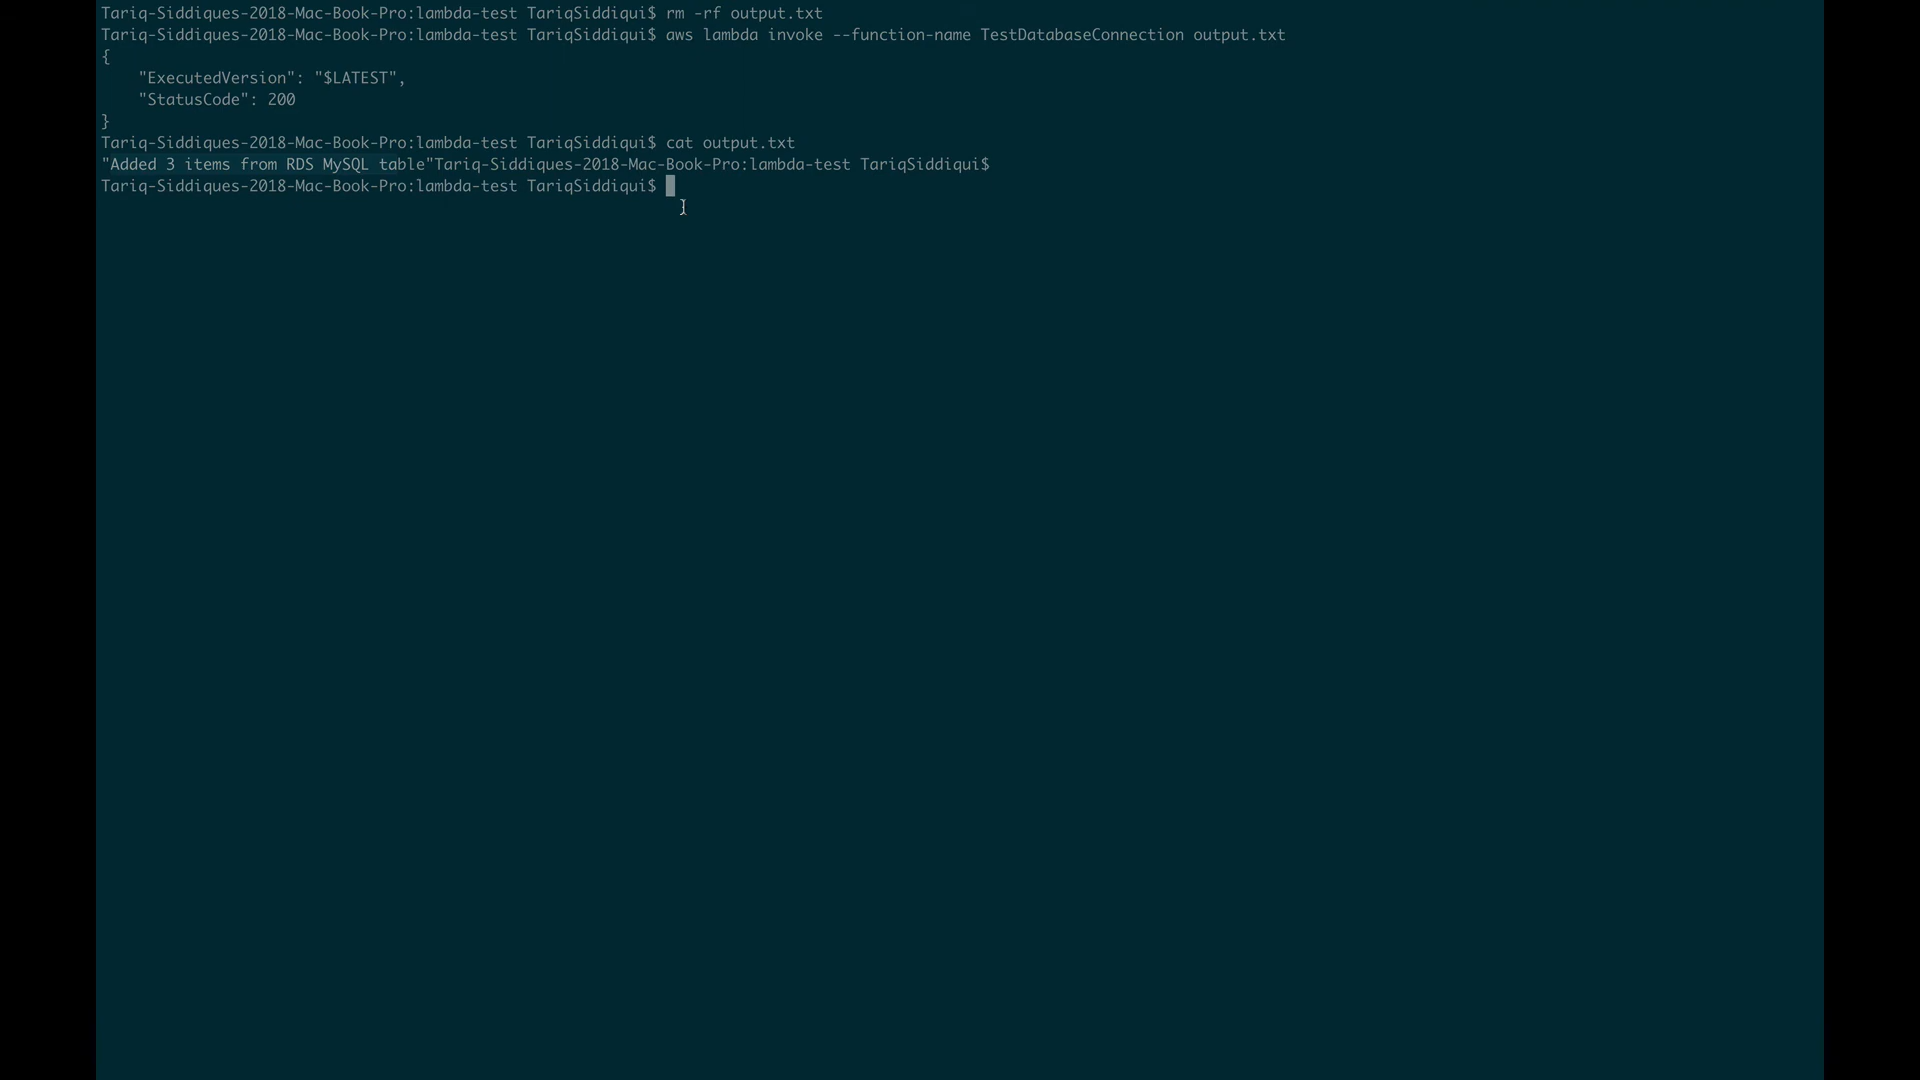 Tariq-Siddiques-2018-Mac-Book-Pro:lambda-test TariqSiddiqui$ rm -rf output.txt
Tariq-Siddiques-2018-Mac-Book-Pro:lambda-test TariqSiddiqui$ aws lambda invoke --function-name TestDatabaseConnection output.txt
{
    "ExecutedVersion": "$LATEST",
    "StatusCode": 200
}
Tariq-Siddiques-2018-Mac-Book-Pro:lambda-test TariqSiddiqui$ cat output.txt
"Added 3 items from RDS MySQL table"Tariq-Siddiques-2018-Mac-Book-Pro:lambda-test TariqSiddiqui$
Tariq-Siddiques-2018-Mac-Book-Pro:lambda-test TariqSiddiqui$